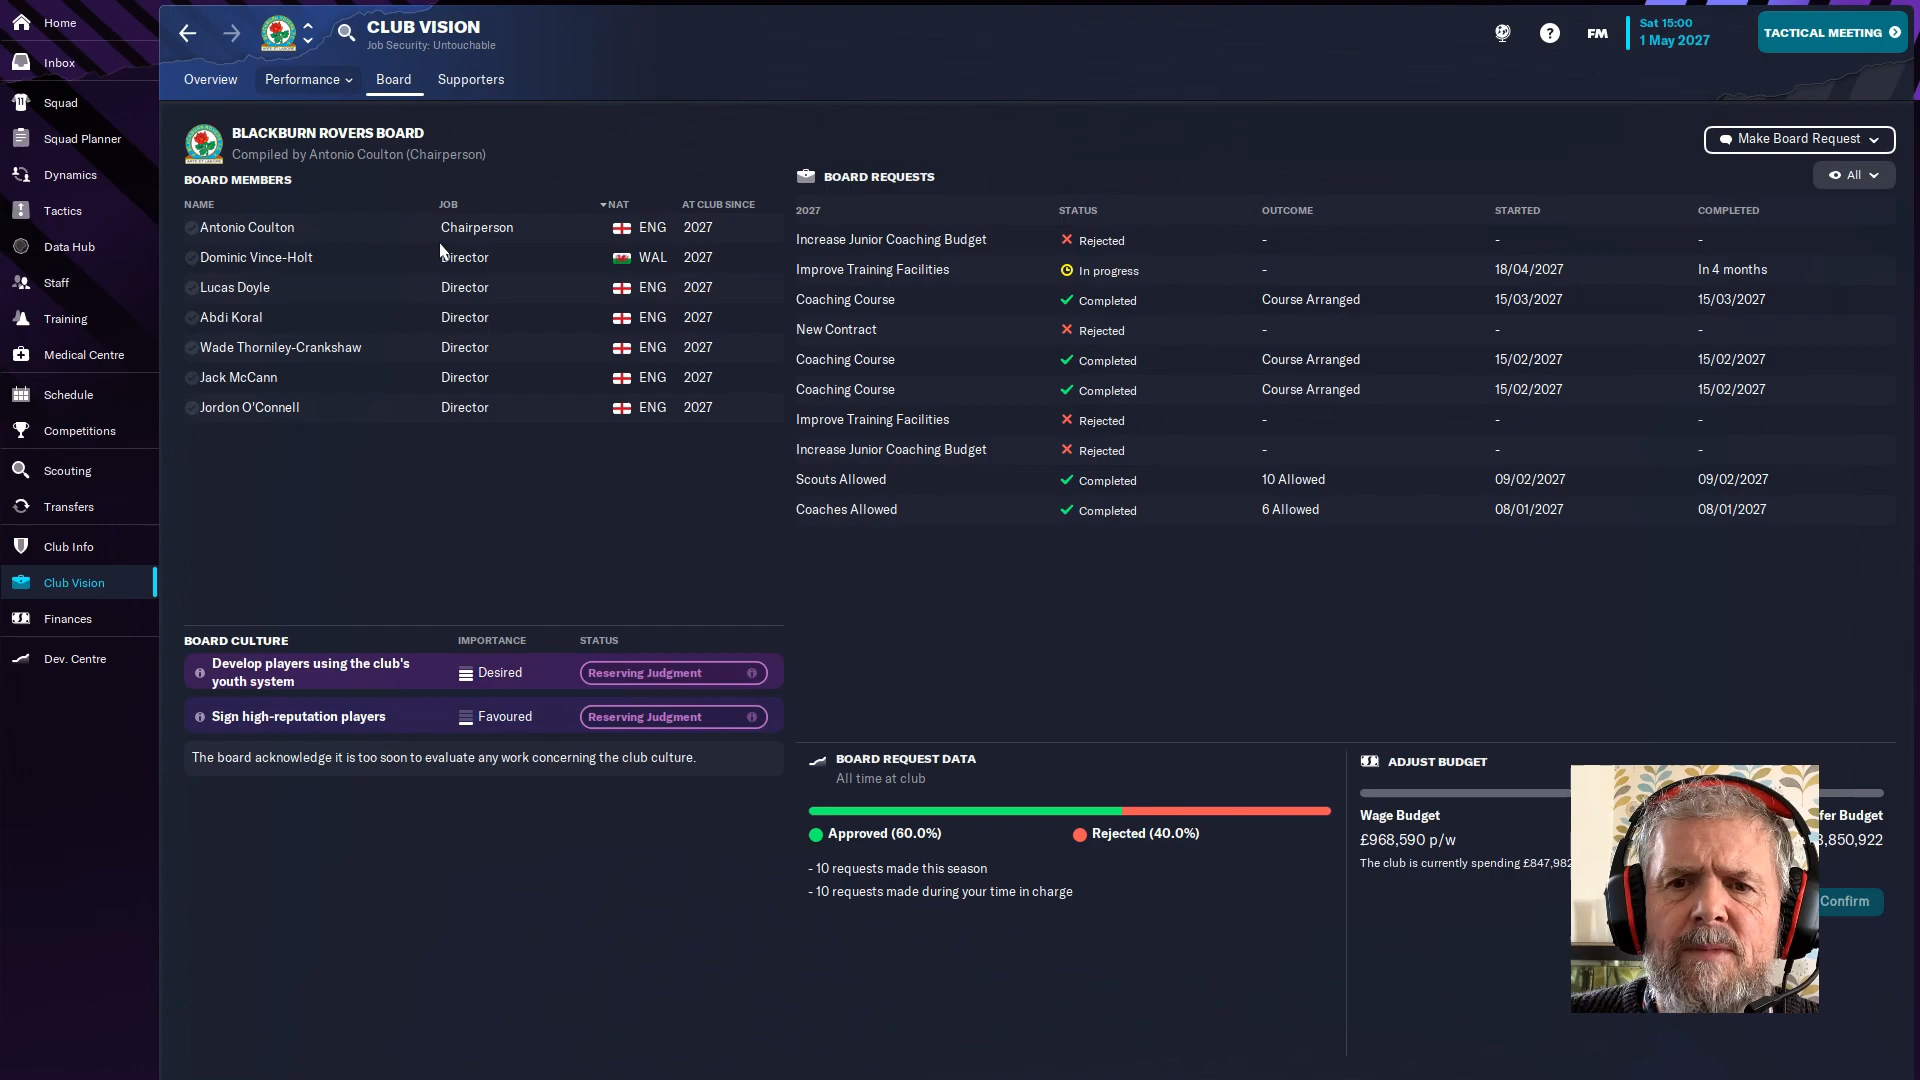 Home
Inbox
Squad
Squad Planner
Dynamics
Tactics
Data Hub
Staff
Training
Medical Centre
Schedule
Competitions
Scouting
Transfers
Club Info
Club Vision
Finances
Dev. Centre
CLUB VISION
Job Security: Untouchable
FM
Sat 15:00
1 May 2027
TACTICAL MEETING
Overview Performance Board Supporters
BLACKBURN ROVERS BOARD
Compiled by Antonio Coulton (Chairperson)
Make Board Request
BOARD MEMBERS
NAME JOB NAT AT CLUB SINCE
Antonio Coulton Chairperson ENG 2027
Dominic Vince-Holt Director WAL 2027
Lucas Doyle Director ENG 2027
Abdi Koral Director ENG 2027
Wade Thorniley-Crankshaw Director ENG 2027
Jack McCann Director ENG 2027
Jordon O'Connell Director ENG 2027
BOARD REQUESTS
All
2027 STATUS OUTCOME STARTED COMPLETED
Increase Junior Coaching Budget Rejected - - -
Improve Training Facilities In progress - 18/04/2027 In 4 months
Coaching Course Completed Course Arranged 15/03/2027 15/03/2027
New Contract Rejected - - -
Coaching Course Completed Course Arranged 15/02/2027 15/02/2027
Coaching Course Completed Course Arranged 15/02/2027 15/02/2027
Improve Training Facilities Rejected - - -
Increase Junior Coaching Budget Rejected - - -
Scouts Allowed Completed 10 Allowed 09/02/2027 09/02/2027
Coaches Allowed Completed 6 Allowed 08/01/2027 08/01/2027
BOARD CULTURE IMPORTANCE STATUS
Develop players using the club's
youth system Desired Reserving Judgment
Sign high-reputation players Favoured Reserving Judgment
The board acknowledge it is too soon to evaluate any work concerning the club culture.
BOARD REQUEST DATA
All time at club
Approved (60.0%) Rejected (40.0%)
- 10 requests made this season
- 10 requests made during your time in charge
ADJUST BUDGET
Wage Budget fer Budget
£968,590 p/w 3,850,922
The club is currently spending £847,982
Confirm